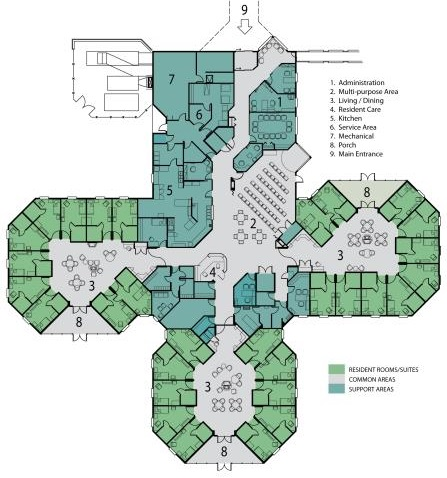 9
1. Administration
2. Multi-purpose Area
3. Living / Dining
4. Resident Care
5. Kitchen
6. Service Area
7. Mechanical
8. Porch
9. Main Entrance
7
1
6
5
8
2
3
3
4
8
RESIDENT ROOMS/SUITES
COMMON AREAS
SUPPORT AREAS
3
8